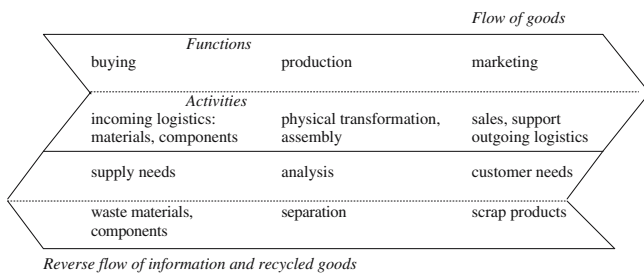 Flow of goods
Functions
buying production marketing
Activities
incoming logistics: physical transformation, sales, support
materials, components assembly outgoing logistics
supply needs analysis customer needs
waste materials, separation scrap products
components
Reverse flow of information and recycled goods